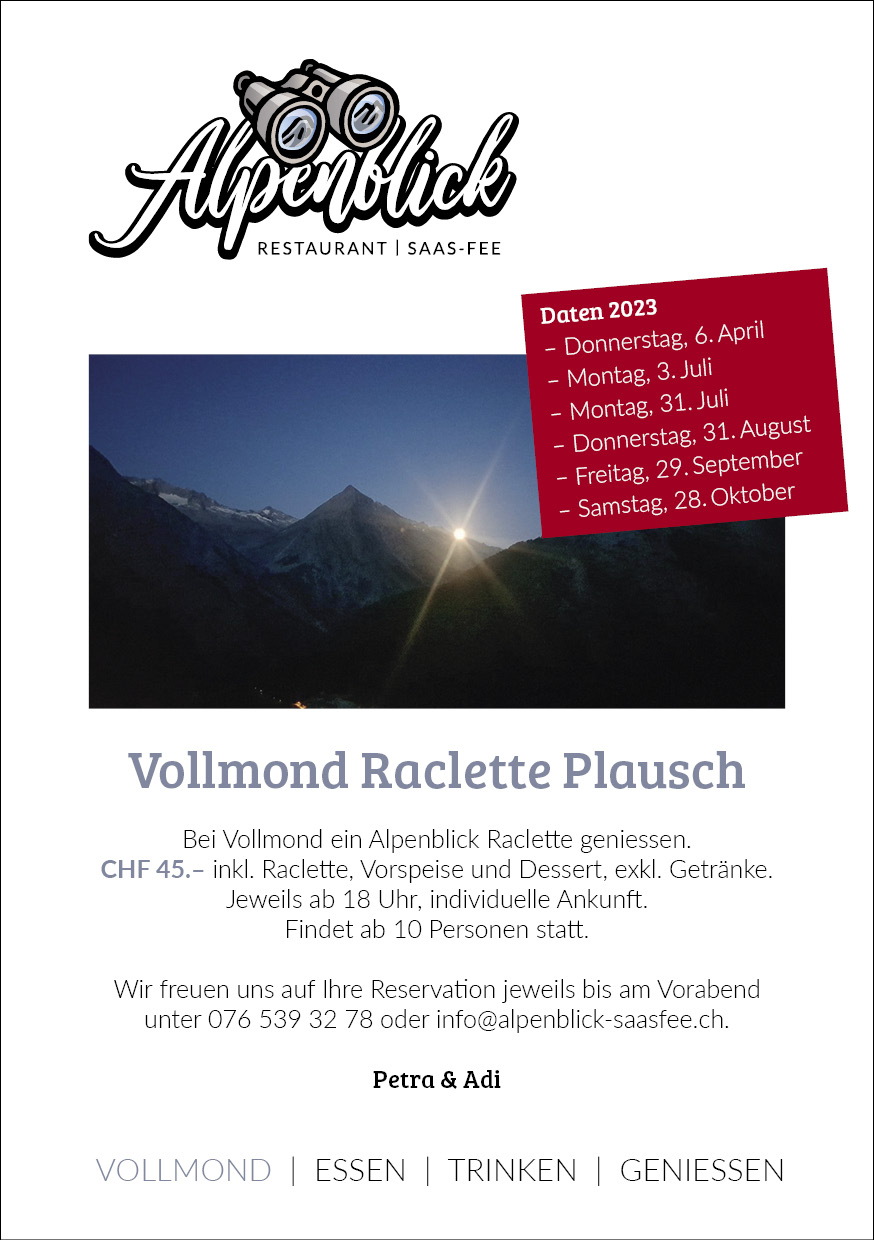 Alpenblick
RESTAURANT | SAAS-FEE
Daten 2023
– Donnerstag, 6. April
– Montag, 3. Juli
– Montag, 31. Juli
– Donnerstag, 31. August
– Freitag, 29. September
– Samstag, 28. Oktober
Vollmond Raclette Plausch
Bei Vollmond ein Alpenblick Raclette geniessen.
CHF 45.– inkl. Raclette, Vorspeise und Dessert, exkl. Getränke.
Jeweils ab 18 Uhr, individuelle Ankunft.
Findet ab 10 Personen statt.
Wir freuen uns auf Ihre Reservation jeweils bis am Vorabend
unter 076 539 32 78 oder info@alpenblick-saasfee.ch.
Petra & Adi
VOLLMOND | ESSEN | TRINKEN | GENIESSEN